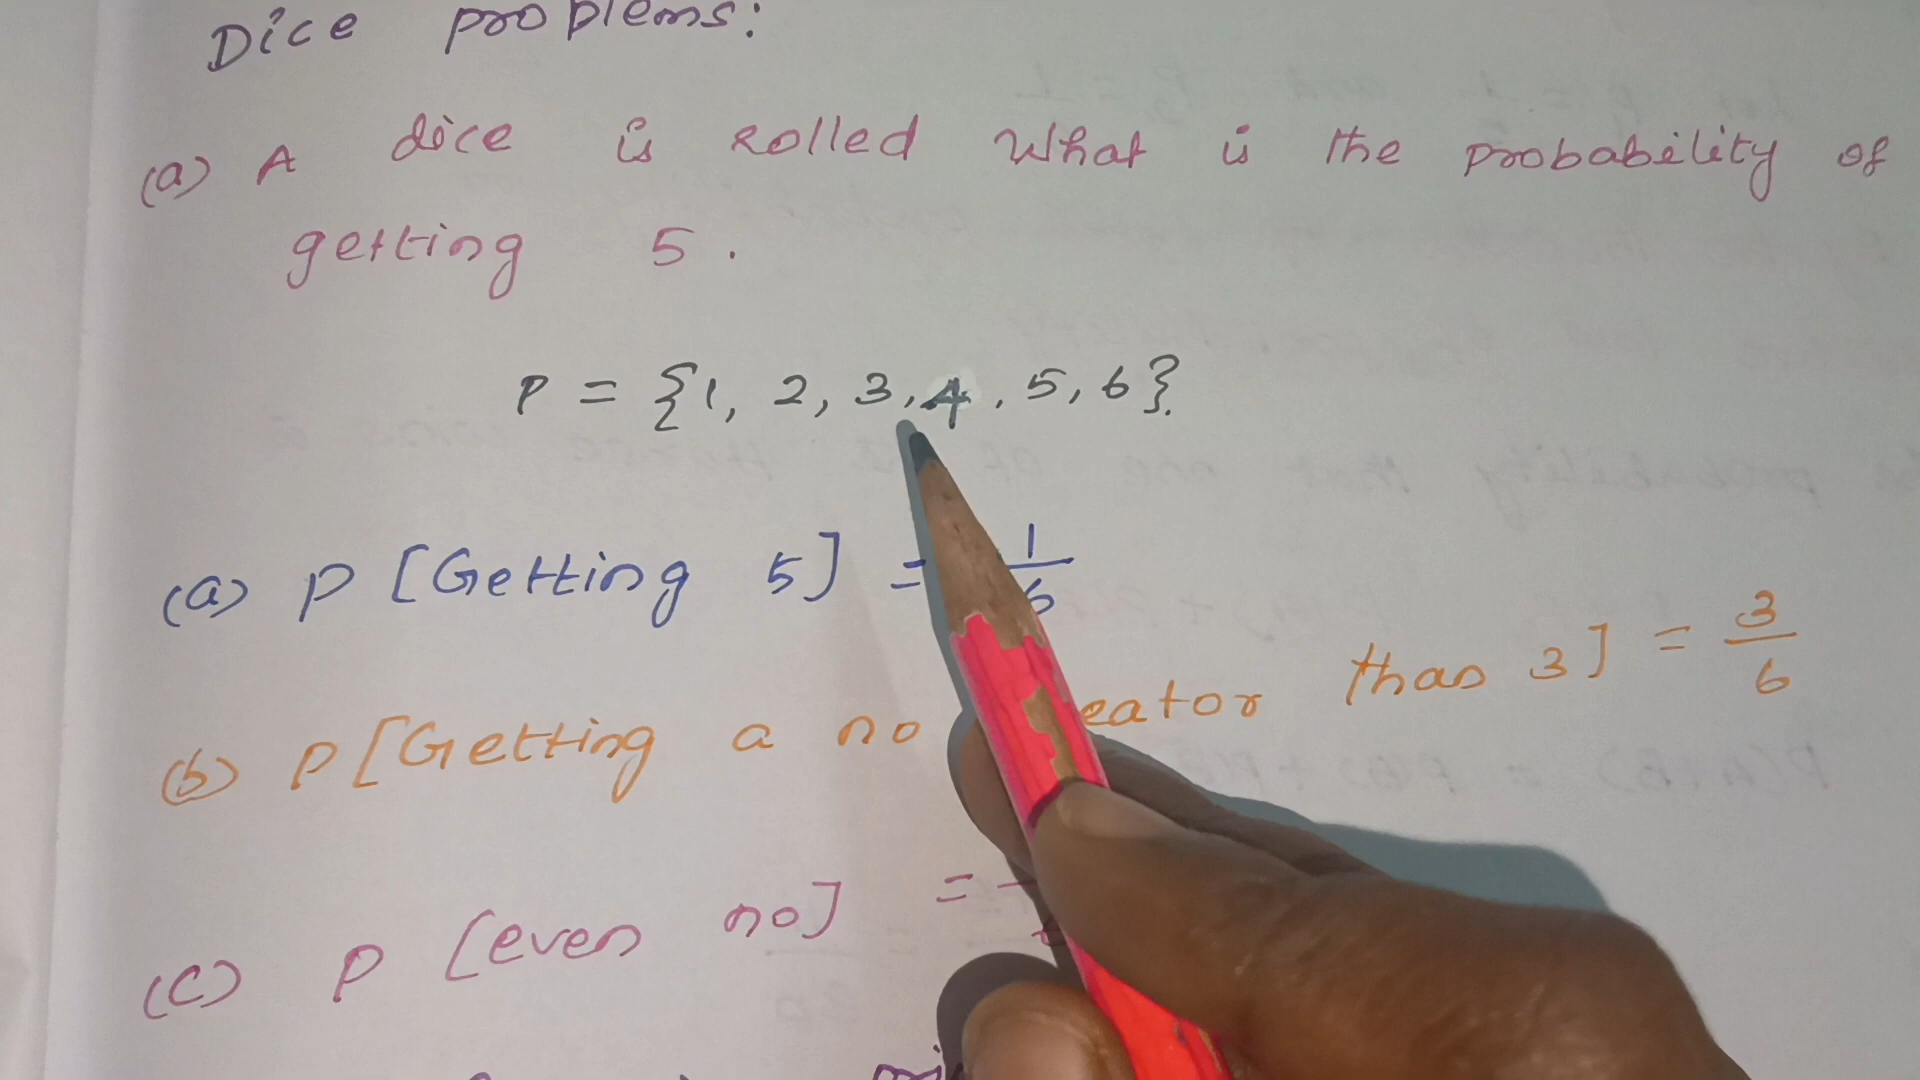 Dice problems:
(a) A dice is rolled what is the probability of
getting 5.
P = {1, 2, 3, 4, 5, 6}.
(a) P [Getting 5] = 1/6
(b) P [Getting a no eator than 3] = 3/6
(c) P [even no] =